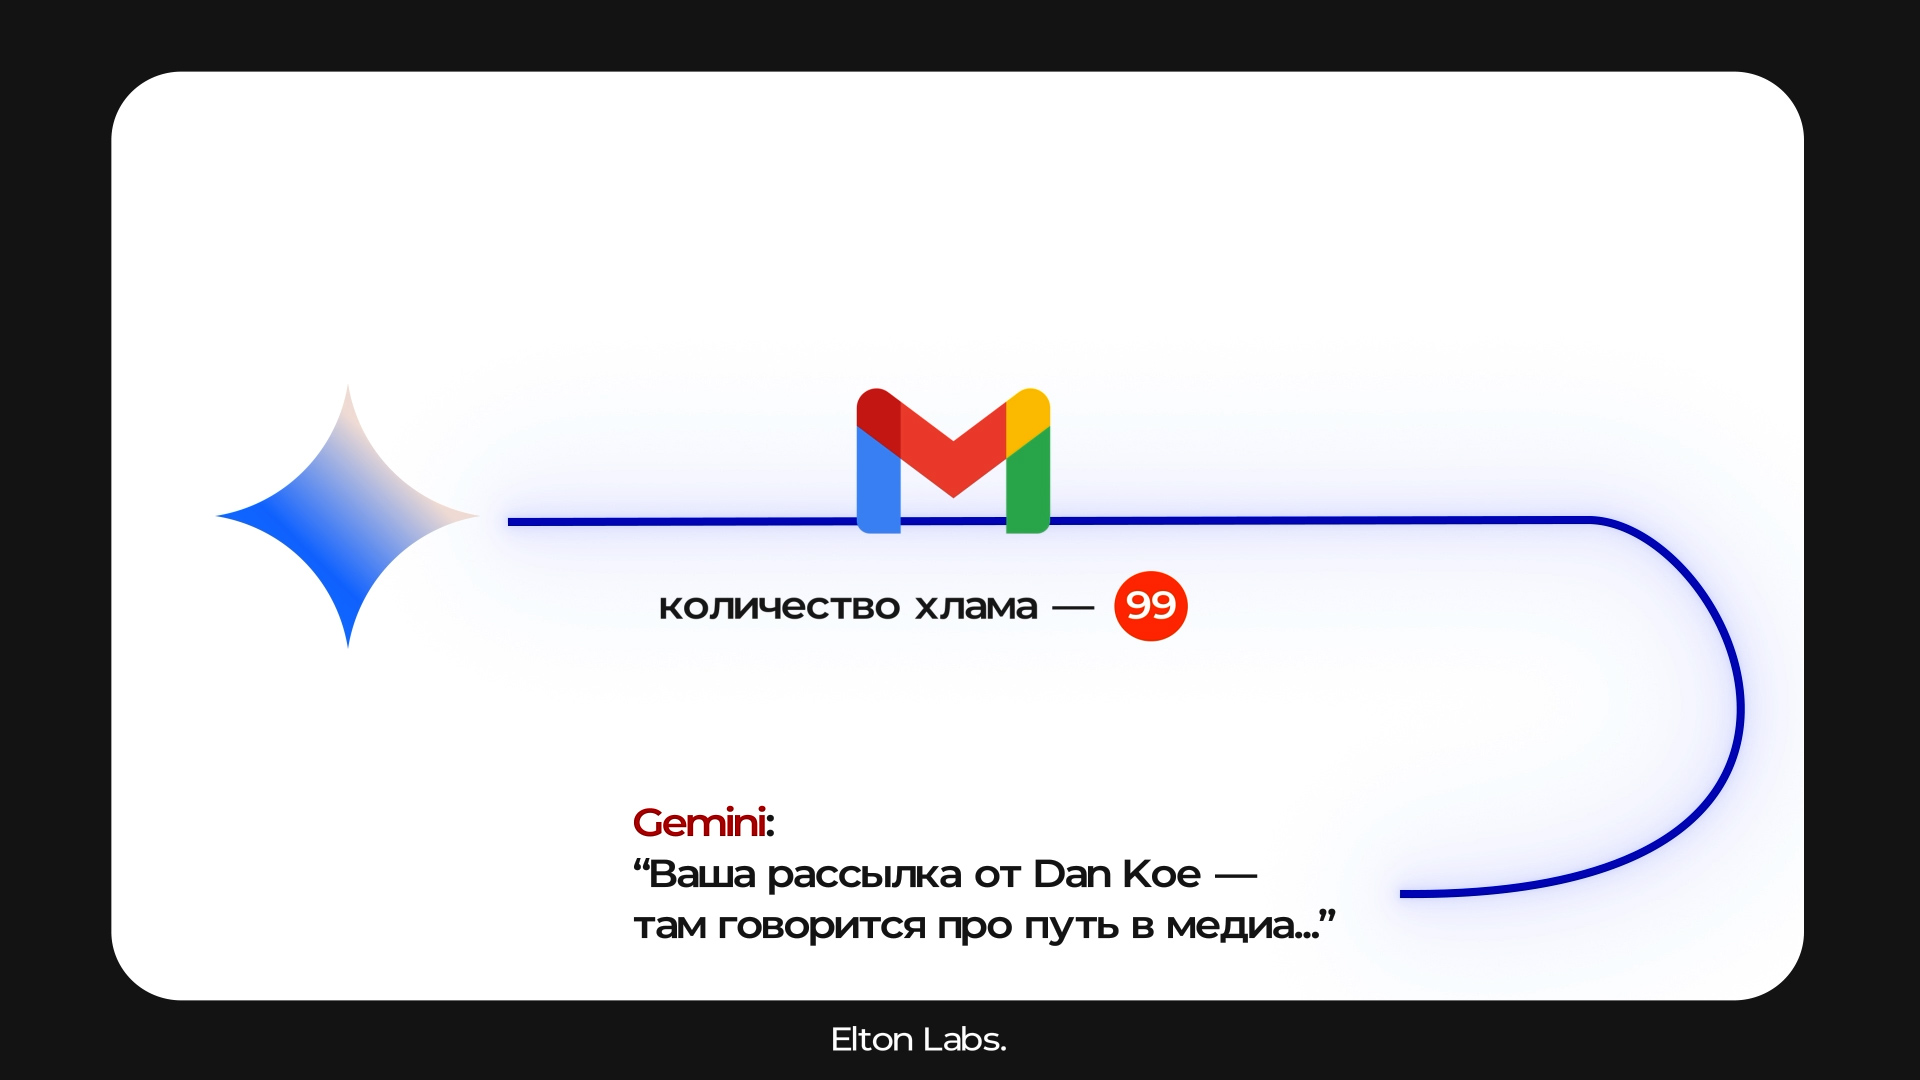 количество хлама — 99
Gemini:
“Ваша рассылка от Dan Koe —
там говорится про путь в медиа...”
Elton Labs.